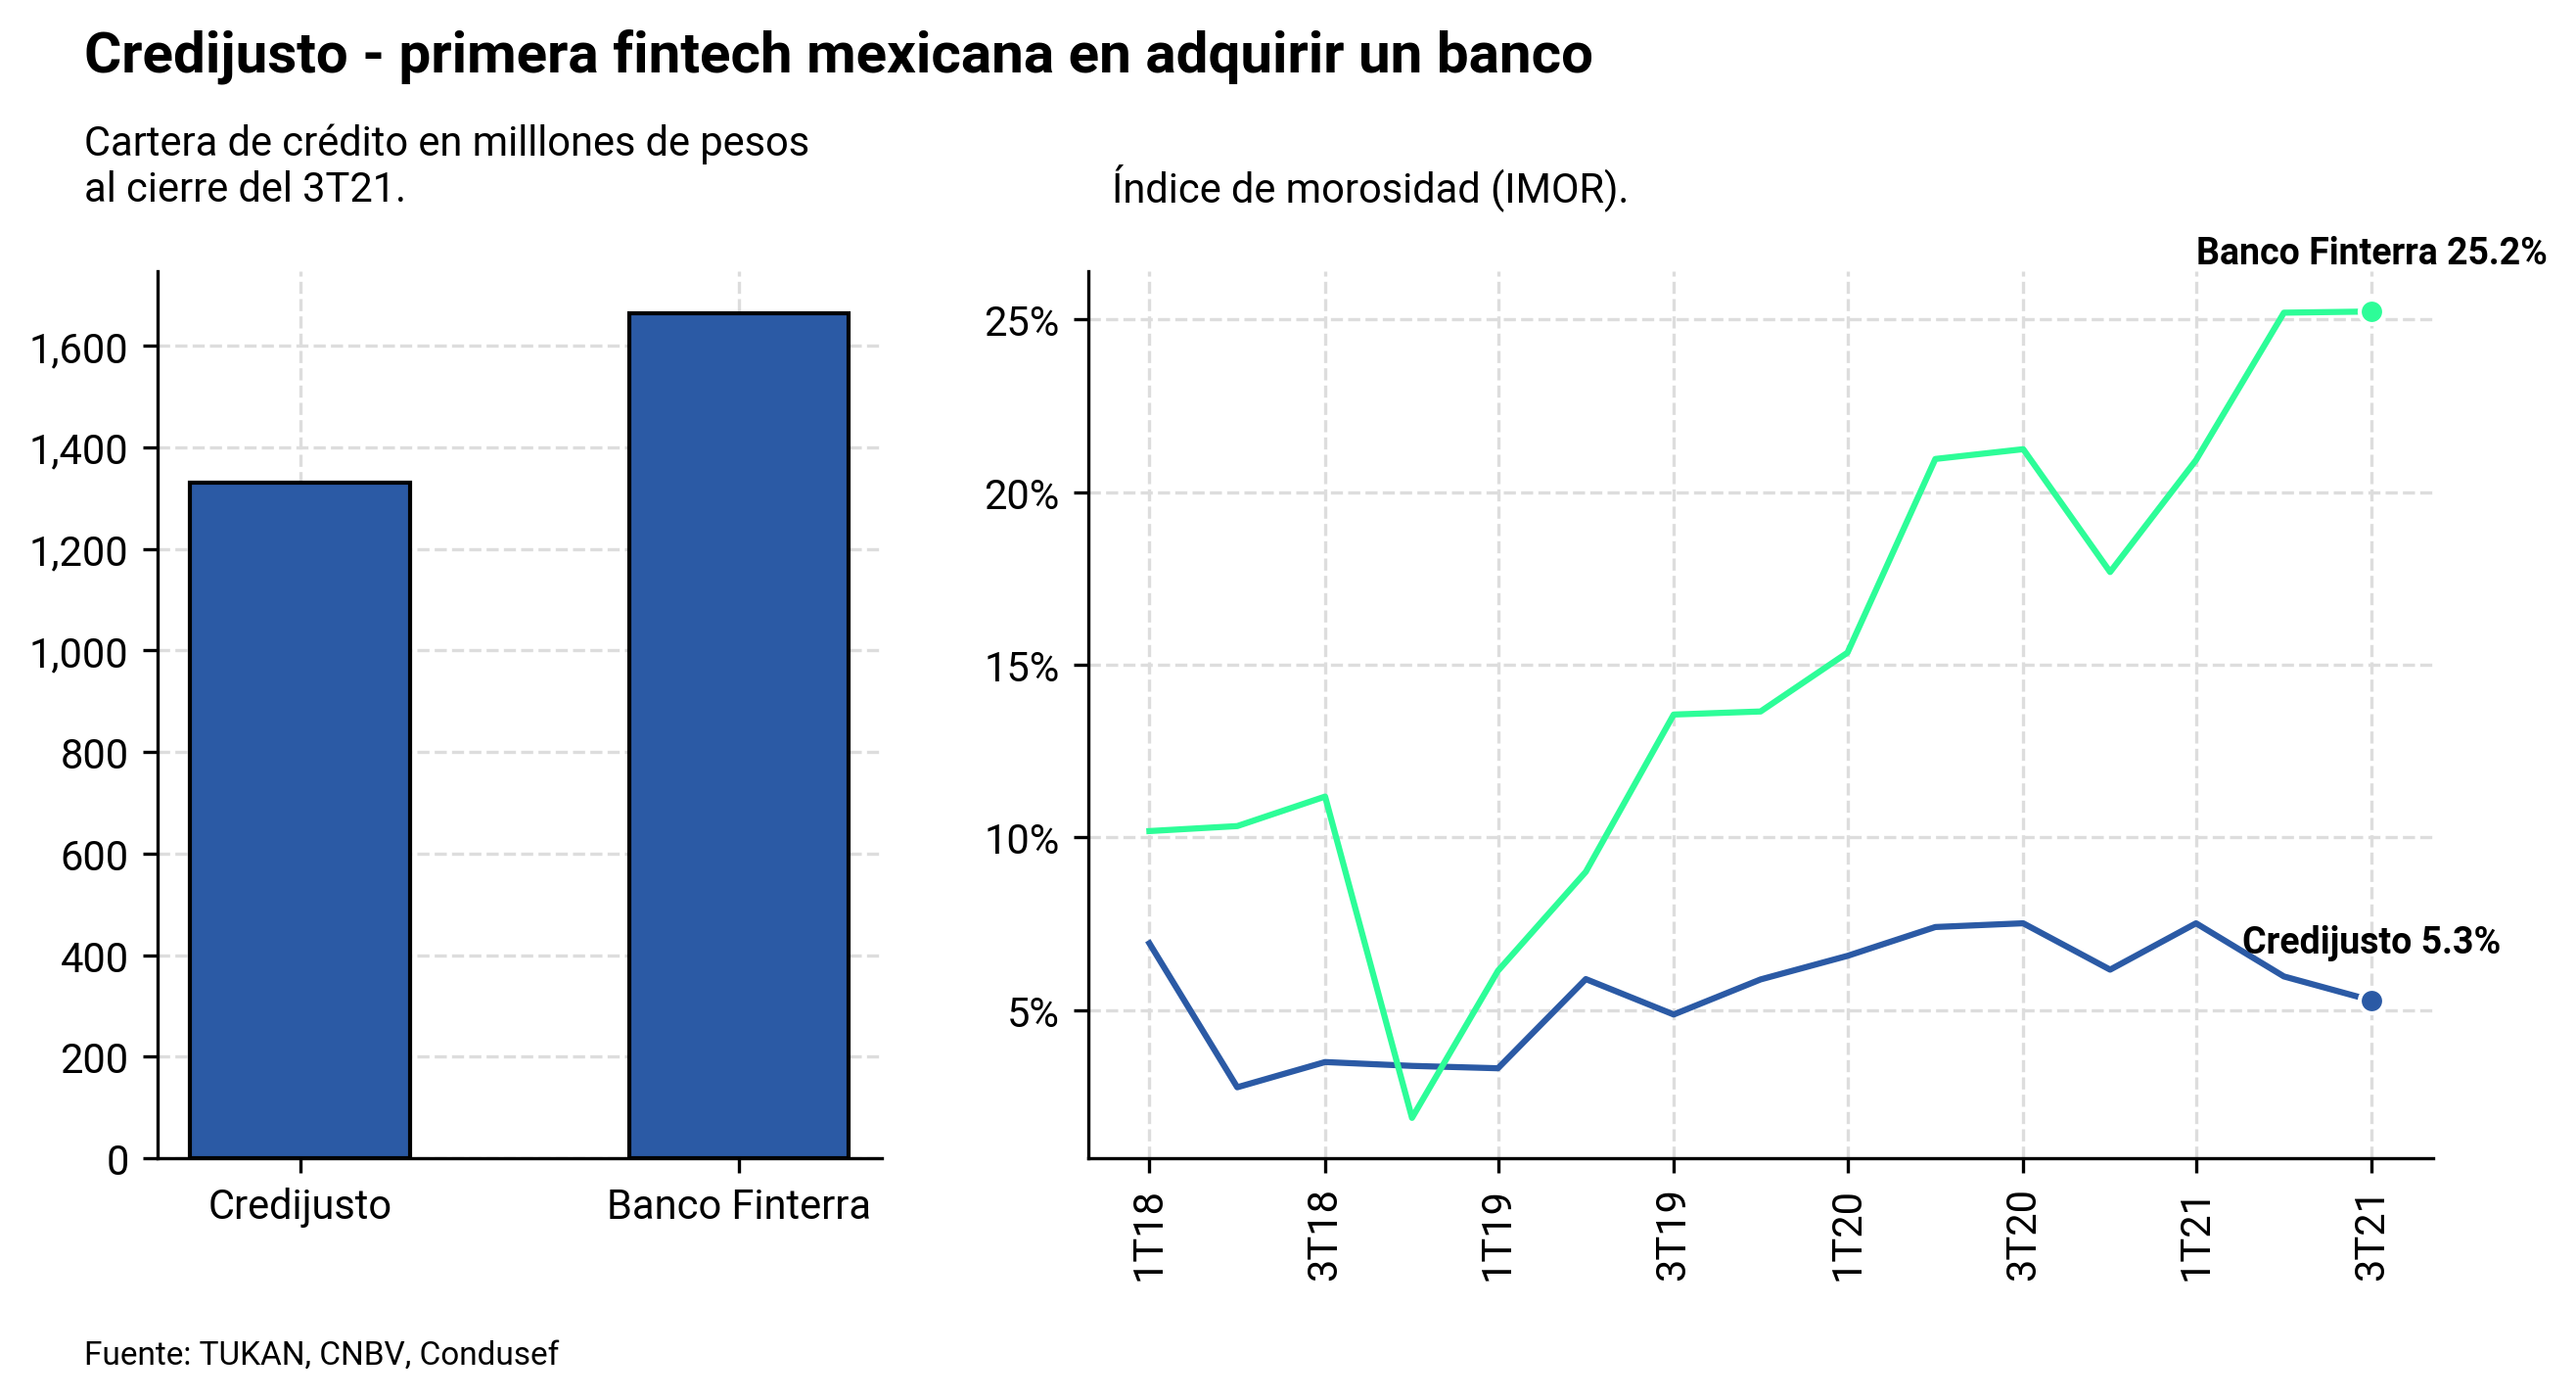 Credijusto - primera fintech mexicana en adquirir un banco
Cartera de crédito en milllones de pesos
al cierre del 3T21.
1,600
1,400
1,200
1,000
800
600
400
200
0
Credijusto
Banco Finterra
Índice de morosidad (IMOR).
Banco Finterra 25.2%
25%
20%
15%
10%
5%
Credijusto 5.3%
1T18
3T18
1T19
3T19
1T20
3T20
1T21
3T21
Fuente: TUKAN, CNBV, Condusef